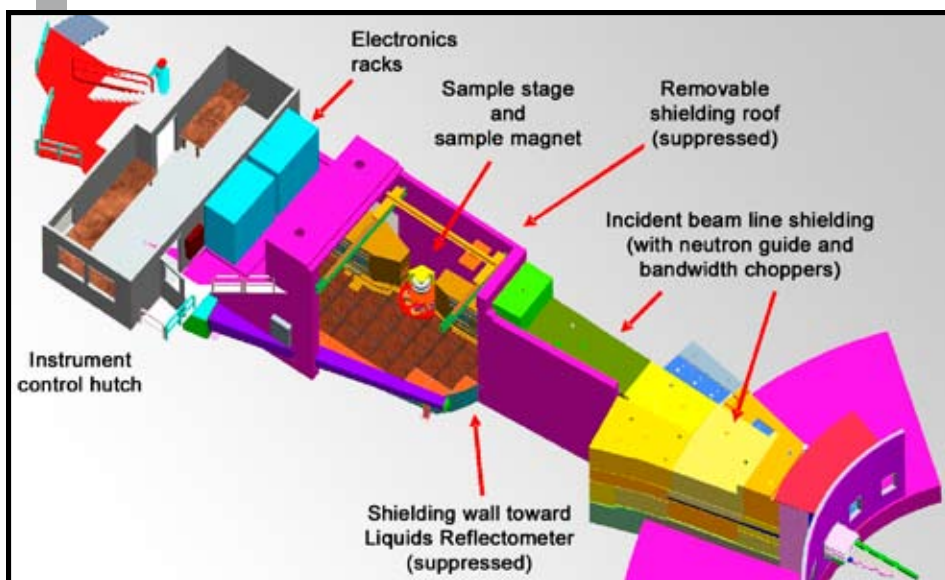 Electronics
racks
Sample stage
and
sample magnet
Removable
shielding roof
(suppressed)
Incident beam line shielding
(with neutron guide and
bandwidth choppers)
Instrument
control hutch
Shielding wall toward
Liquids Reflectometer
(suppressed)